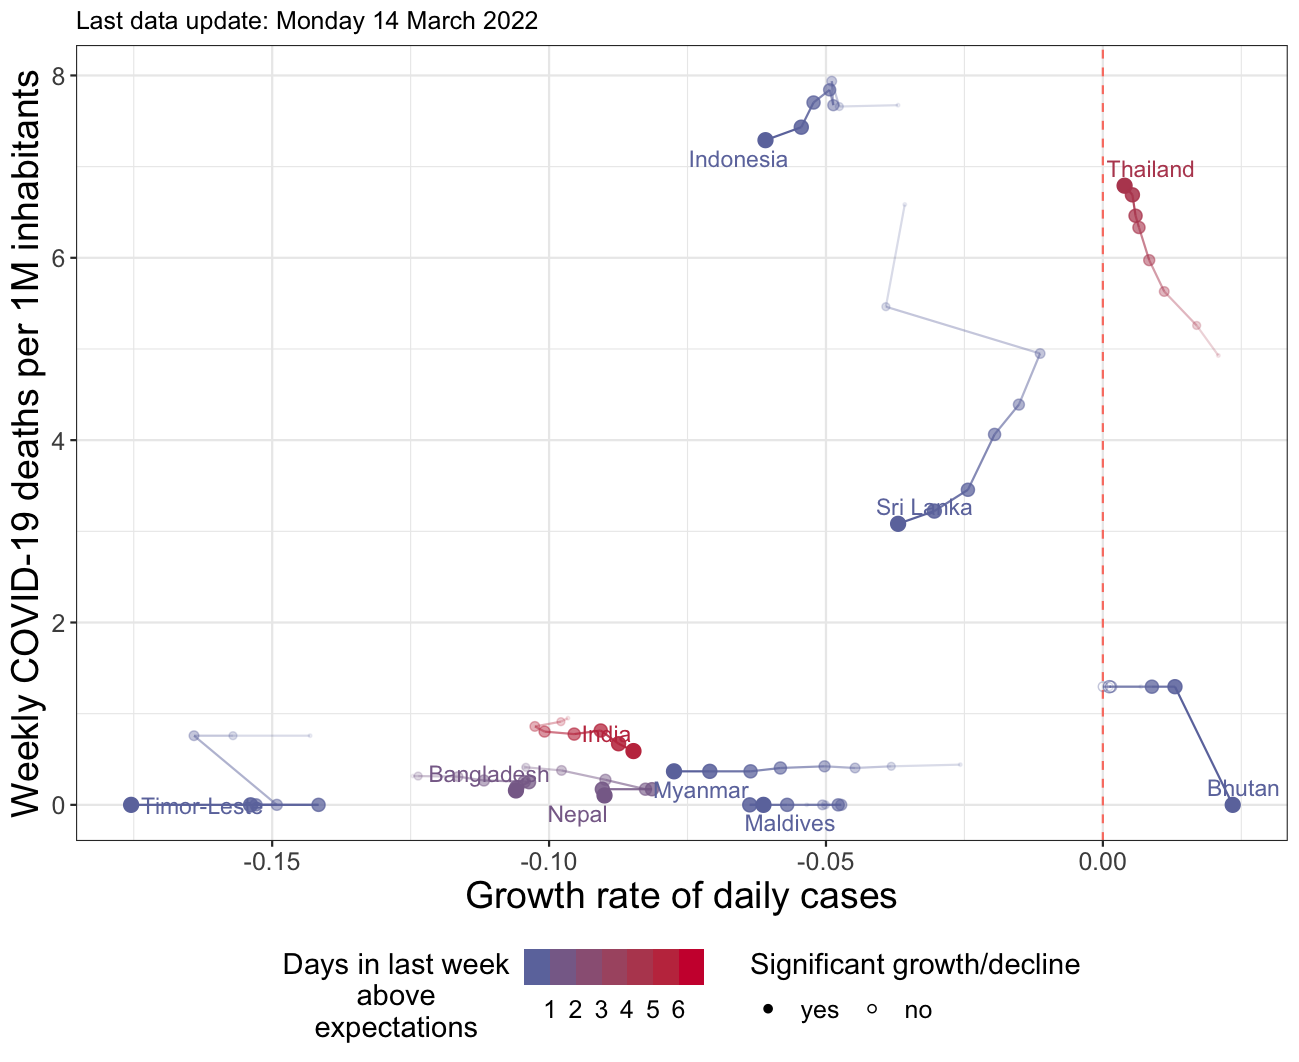 Last data update: Monday 14 March 2022
Weekly COVID-19 deaths per 1M inhabitants
8
6
4
2
0
Indonesia
Thailand
Sri Lanka
India
Bangladesh
Nepal
Myanmar
Maldives
Timor-Leste
Bhutan
-0.15 -0.10 -0.05 0.00
Growth rate of daily cases
Days in last week
above
expectations
1 2 3 4 5 6
Significant growth/decline
yes no